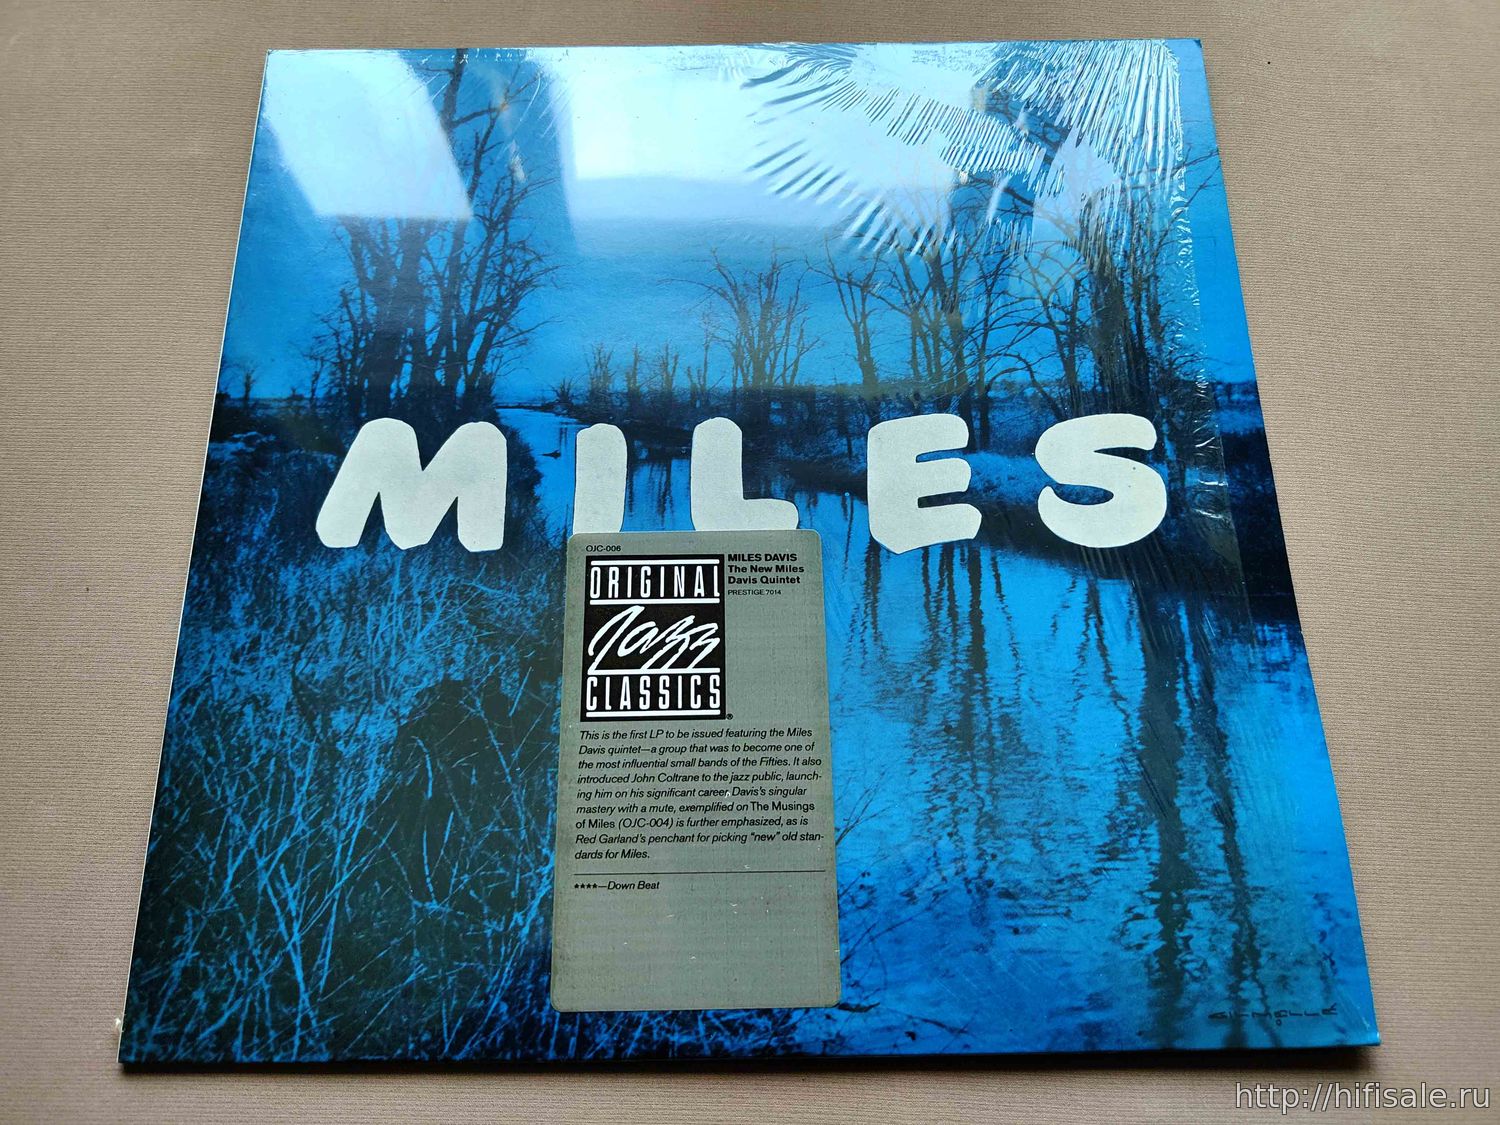 MILES
OJC-006
ORIGINAL
Jazz
CLASSICS
®
MILES DAVIS
The New Miles
Davis Quintet
PRESTIGE 7014
This is the first LP to be issued featuring the Miles
Davis quintet—a group that was to become one of
the most influential small bands of the Fifties. It also
introduced John Coltrane to the jazz public, launch-
ing him on his significant career. Davis's singular
mastery with a mute, exemplified on The Musings
of Miles (OJC-004) is further emphasized, as is
Red Garland's penchant for picking "new" old stan-
dards for Miles.
★★★★—Down Beat
GIL MELLÉ
http://hifisale.ru